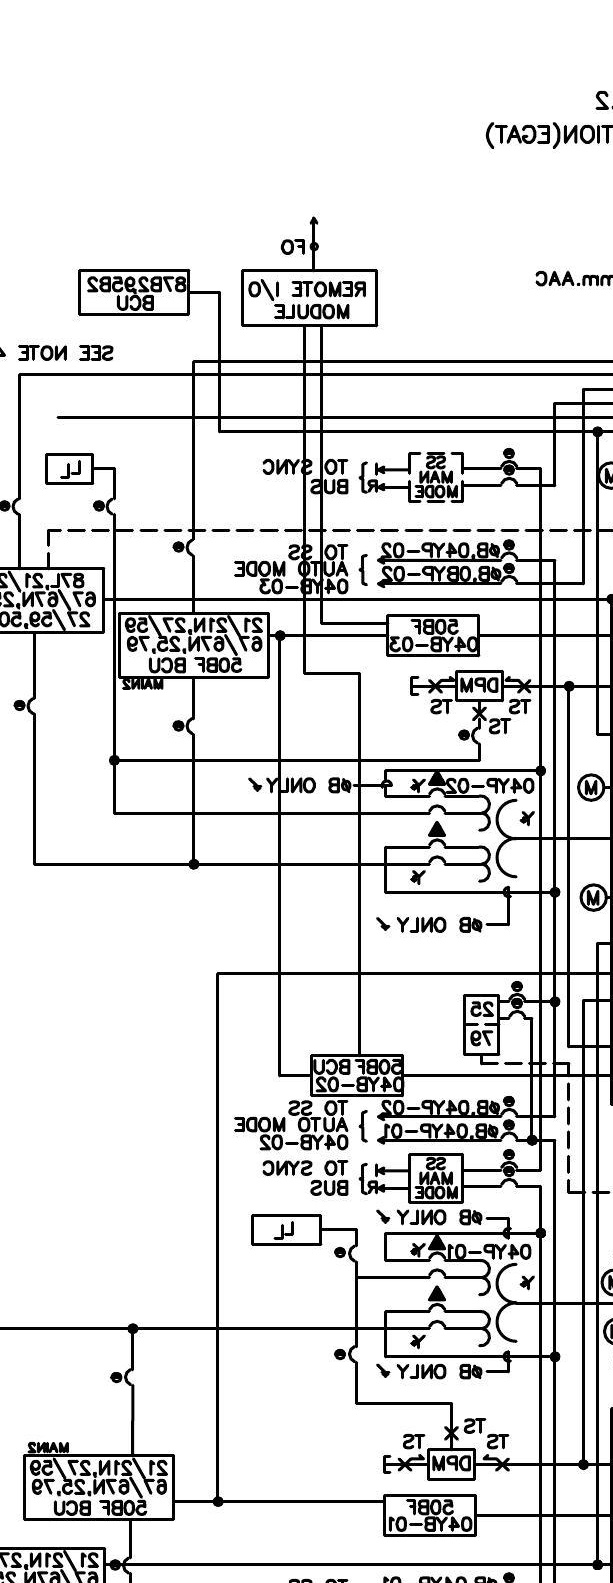 .2
TION(EGAT)
mm.AAC
FO
REMOTE I/O
MODULE
87B2S95B2
BCU
SEE NOTE
LL
TO SYNC
BUS
R
SS
MAN
MODE
TO SS
AUTO MODE
04YB-03
ØB.04YP-02
ØB.0BYP-02
87L,21/2
67/67N,25
27/59,50
21/21N,27/59
67/67N,25,79
50BF BCU
MAIN2
50BF
04YB-03
DPM
TS
TS
TS
ØB ONLY
04YP-02
ØB ONLY
M
M
M
25
79
50BF BCU
04YB-02
TO SS
AUTO MODE
04YB-02
ØB.04YP-02
ØB.04YP-01
TO SYNC
BUS
R
SS
MAN
MODE
ØB ONLY
LL
04YP-01
ØB ONLY
TS
TS
TS
DPM
MAIN2
21/21N,27/59
67/67N,25,79
50BF BCU
50BF
04YB-01
21/21N,27
TO SS
ØB.04YP-01